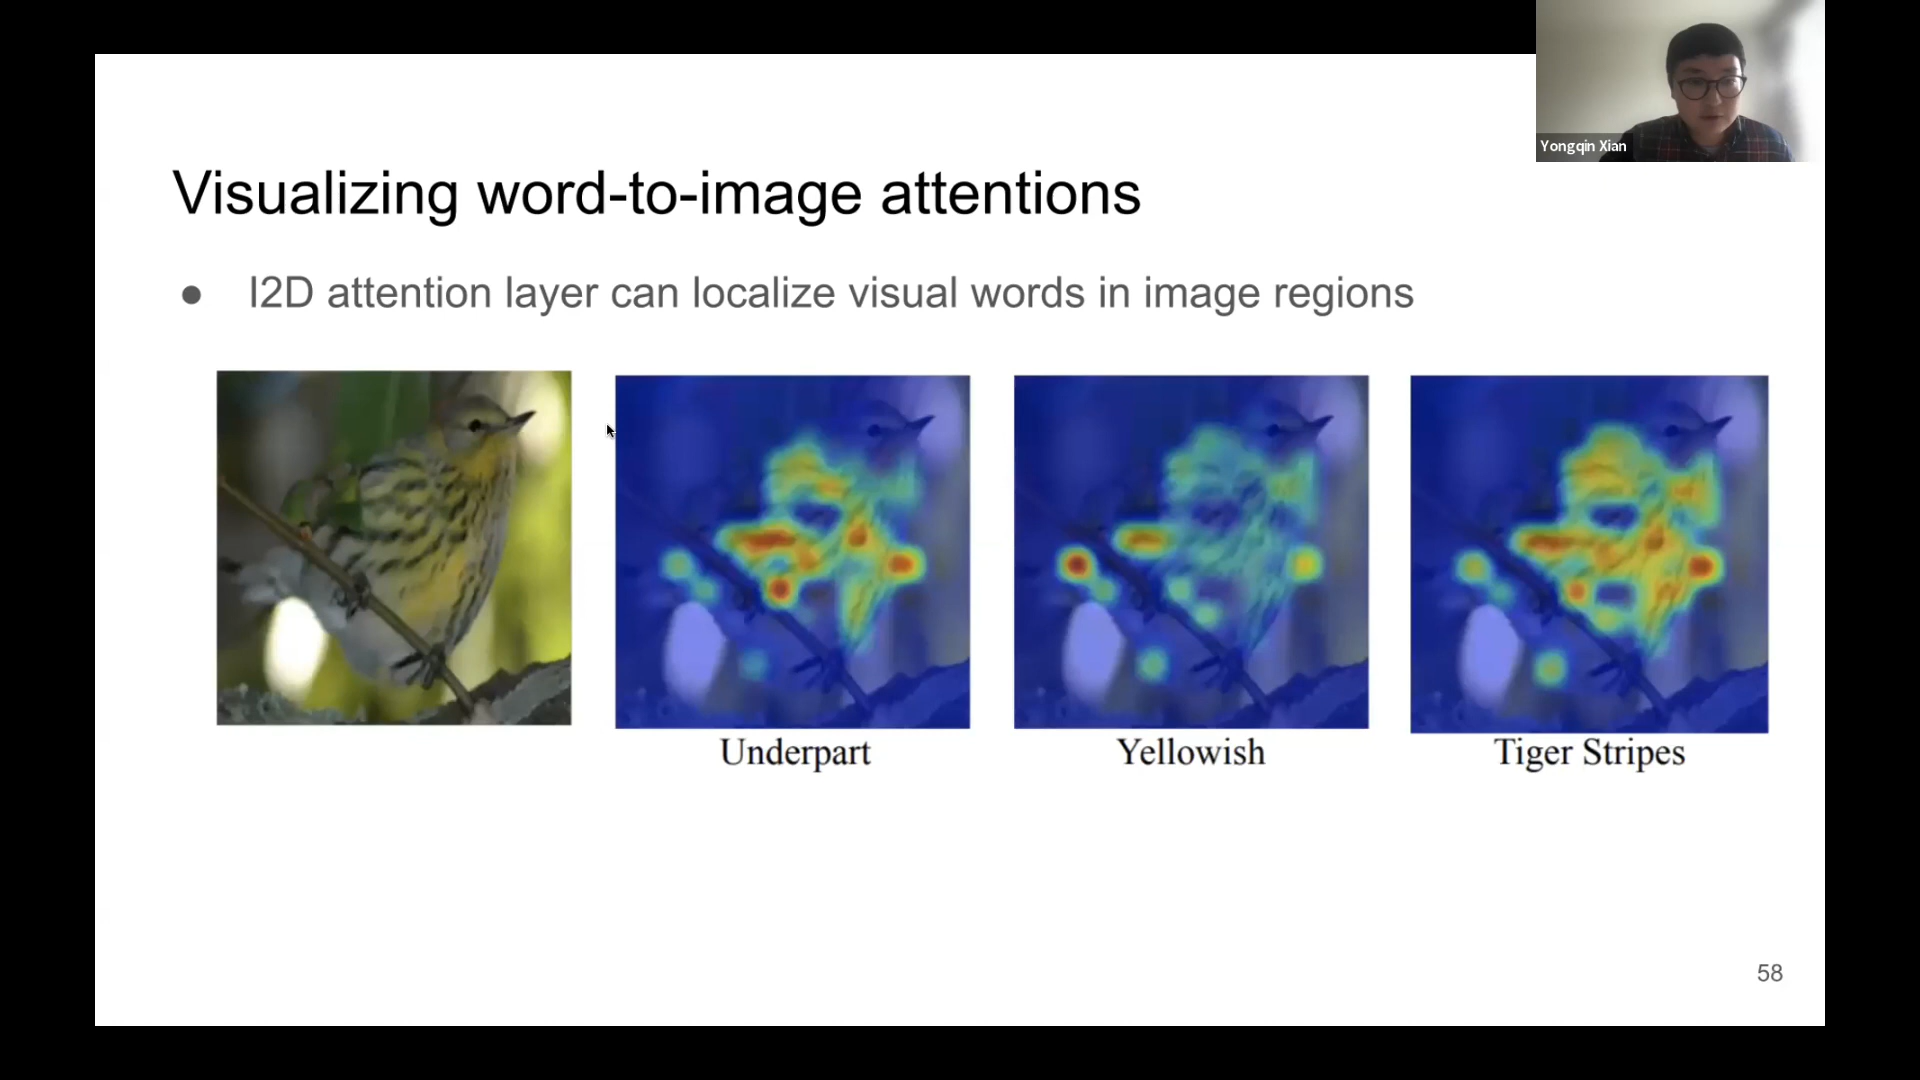 Yongqin Xian
Visualizing word-to-image attentions
● I2D attention layer can localize visual words in image regions
Underpart
Yellowish
Tiger Stripes
58